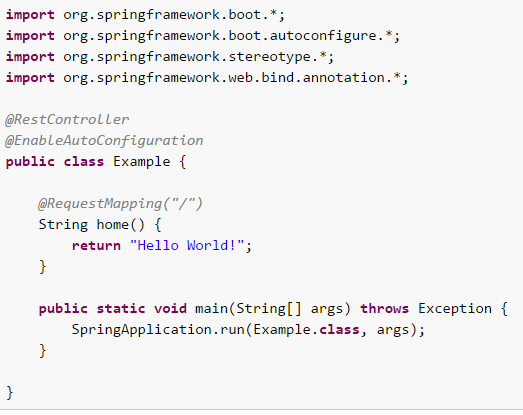 import org.springframework.boot.*;
import org.springframework.boot.autoconfigure.*;
import org.springframework.stereotype.*;
import org.springframework.web.bind.annotation.*;

@RestController
@EnableAutoConfiguration
public class Example {

    @RequestMapping("/")
    String home() {
        return "Hello World!";
    }

    public static void main(String[] args) throws Exception {
        SpringApplication.run(Example.class, args);
    }

}